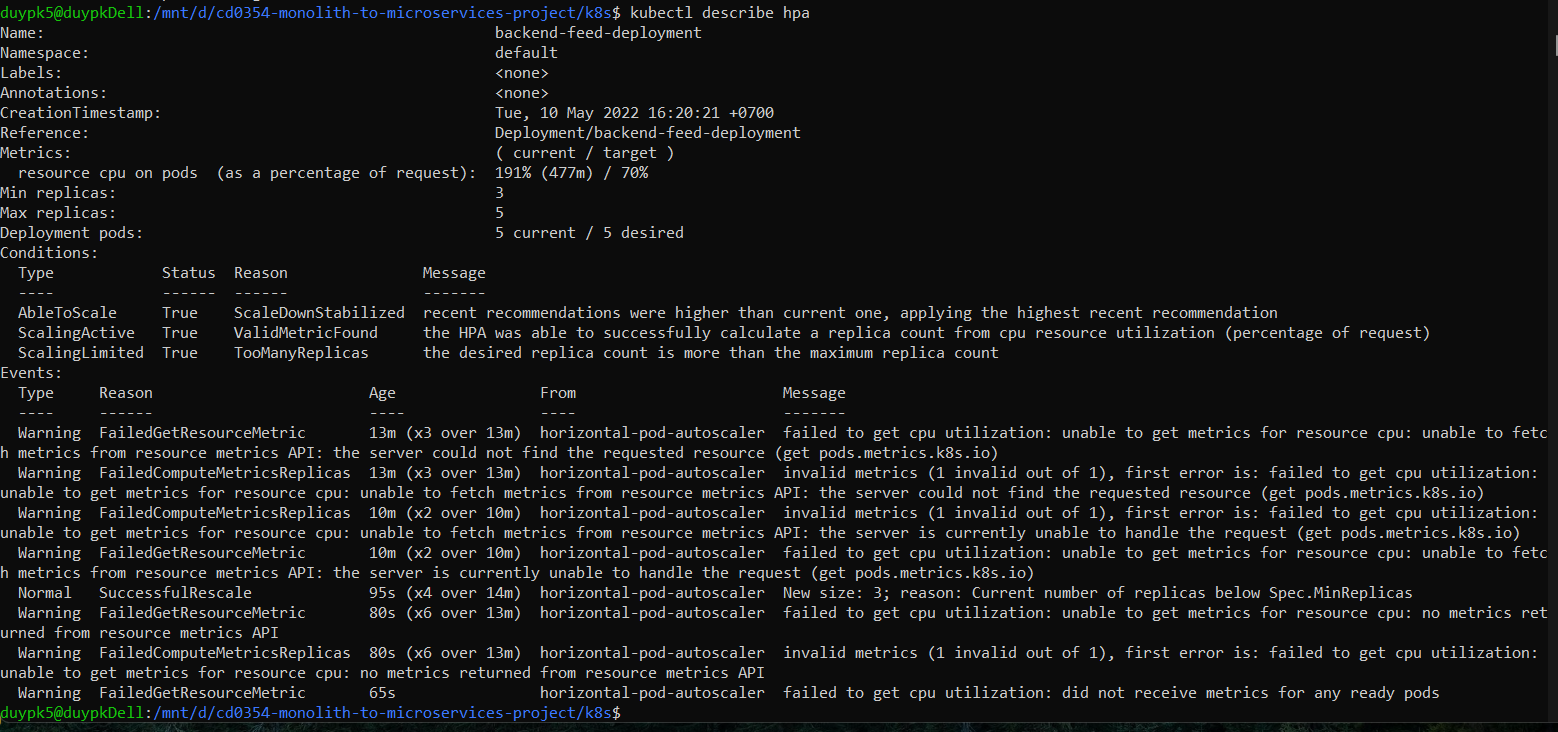 duypk5@duypkDell:/mnt/d/cd0354-monolith-to-microservices-project/k8s$ kubectl describe hpa
Name:                                                  backend-feed-deployment
Namespace:                                             default
Labels:                                                <none>
Annotations:                                           <none>
CreationTimestamp:                                     Tue, 10 May 2022 16:20:21 +0700
Reference:                                             Deployment/backend-feed-deployment
Metrics:                                               ( current / target )
  resource cpu on pods  (as a percentage of request):  191% (477m) / 70%
Min replicas:                                          3
Max replicas:                                          5
Deployment pods:                                       5 current / 5 desired
Conditions:
  Type            Status  Reason               Message
  ----            ------  ------               -------
  AbleToScale     True    ScaleDownStabilized  recent recommendations were higher than current one, applying the highest recent recommendation
  ScalingActive   True    ValidMetricFound     the HPA was able to successfully calculate a replica count from cpu resource utilization (percentage of request)
  ScalingLimited  True    TooManyReplicas      the desired replica count is more than the maximum replica count
Events:
  Type     Reason                        Age                From                       Message
  ----     ------                        ----               ----                       -------
  Warning  FailedGetResourceMetric       13m (x3 over 13m)  horizontal-pod-autoscaler  failed to get cpu utilization: unable to get metrics for resource cpu: unable to fetc
h metrics from resource metrics API: the server could not find the requested resource (get pods.metrics.k8s.io)
  Warning  FailedComputeMetricsReplicas  13m (x3 over 13m)  horizontal-pod-autoscaler  invalid metrics (1 invalid out of 1), first error is: failed to get cpu utilization:
unable to get metrics for resource cpu: unable to fetch metrics from resource metrics API: the server could not find the requested resource (get pods.metrics.k8s.io)
  Warning  FailedComputeMetricsReplicas  10m (x2 over 10m)  horizontal-pod-autoscaler  invalid metrics (1 invalid out of 1), first error is: failed to get cpu utilization:
unable to get metrics for resource cpu: unable to fetch metrics from resource metrics API: the server is currently unable to handle the request (get pods.metrics.k8s.io)
  Warning  FailedGetResourceMetric       10m (x2 over 10m)  horizontal-pod-autoscaler  failed to get cpu utilization: unable to get metrics for resource cpu: unable to fetc
h metrics from resource metrics API: the server is currently unable to handle the request (get pods.metrics.k8s.io)
  Normal   SuccessfulRescale             95s (x4 over 14m)  horizontal-pod-autoscaler  New size: 3; reason: Current number of replicas below Spec.MinReplicas
  Warning  FailedGetResourceMetric       80s (x6 over 13m)  horizontal-pod-autoscaler  failed to get cpu utilization: unable to get metrics for resource cpu: no metrics ret
urned from resource metrics API
  Warning  FailedComputeMetricsReplicas  80s (x6 over 13m)  horizontal-pod-autoscaler  invalid metrics (1 invalid out of 1), first error is: failed to get cpu utilization:
unable to get metrics for resource cpu: no metrics returned from resource metrics API
  Warning  FailedGetResourceMetric       65s                horizontal-pod-autoscaler  failed to get cpu utilization: did not receive metrics for any ready pods
duypk5@duypkDell:/mnt/d/cd0354-monolith-to-microservices-project/k8s$